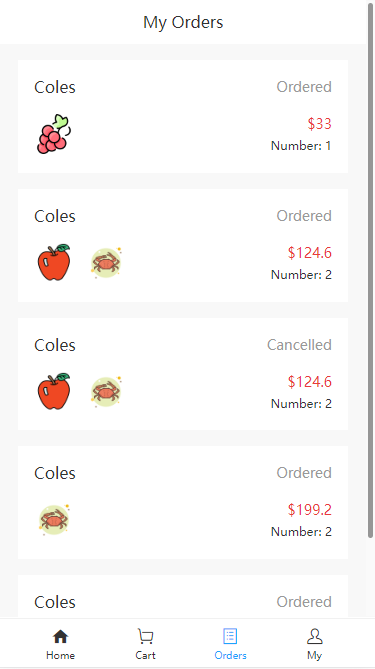 My Orders
Coles
Ordered
$33
Number: 1
Coles
Ordered
$124.6
Number: 2
Coles
Cancelled
$124.6
Number: 2
Coles
Ordered
$199.2
Number: 2
Coles
Ordered
Home
Cart
Orders
My